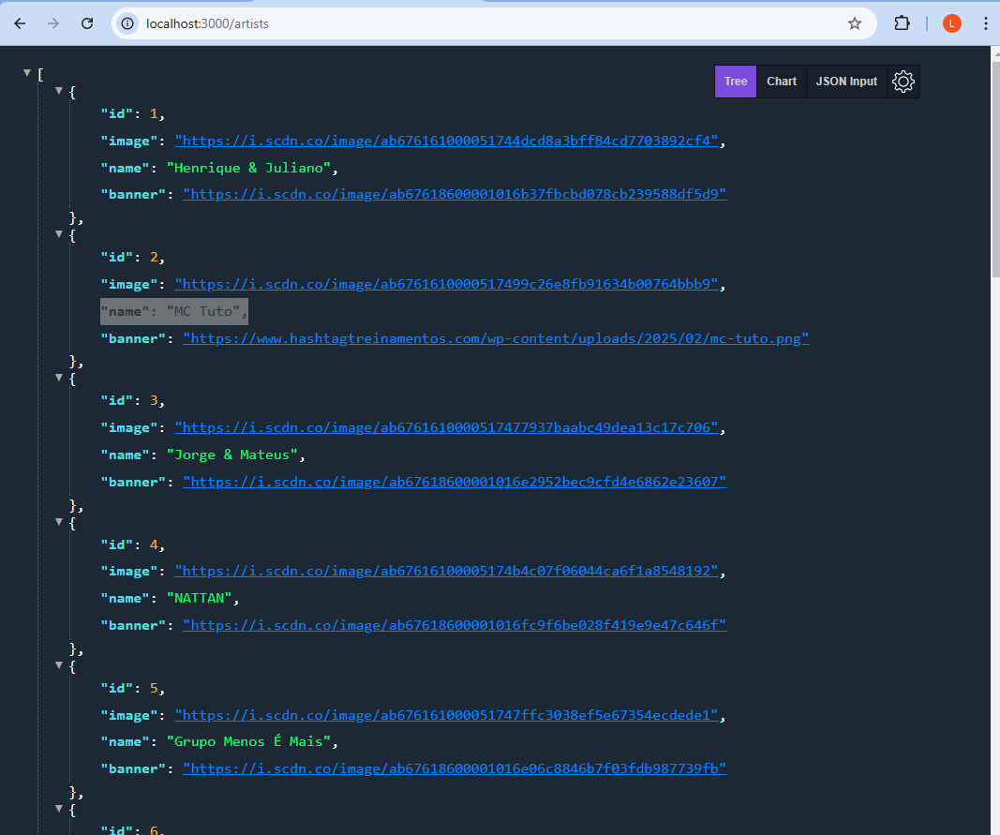 localhost:3000/artists
L
Tree Chart JSON Input
[
{
"id": 1,
"image": "https://i.scdn.co/image/ab676161000051744dcd8a3bff84cd7703892cf4",
"name": "Henrique & Juliano",
"banner": "https://i.scdn.co/image/ab67618600001016b37fbcbd078cb239588df5d9"
},
{
"id": 2,
"image": "https://i.scdn.co/image/ab6761610000517499c26e8fb91634b00764bbb9",
"name": "MC Tuto",
"banner": "https://www.hashtagtreinamentos.com/wp-content/uploads/2025/02/mc-tuto.png"
},
{
"id": 3,
"image": "https://i.scdn.co/image/ab6761610000517477937baabc49dea13c17c706",
"name": "Jorge & Mateus",
"banner": "https://i.scdn.co/image/ab67618600001016e2952bec9cfd4e6862e23607"
},
{
"id": 4,
"image": "https://i.scdn.co/image/ab67616100005174b4c07f06044ca6f1a8548192",
"name": "NATTAN",
"banner": "https://i.scdn.co/image/ab67618600001016fc9f6be028f419e9e47c646f"
},
{
"id": 5,
"image": "https://i.scdn.co/image/ab676161000051747ffc3038ef5e67354ecdede1",
"name": "Grupo Menos É Mais",
"banner": "https://i.scdn.co/image/ab67618600001016e06c8846b7f03fdb987739fb"
},
{
"id": 6,